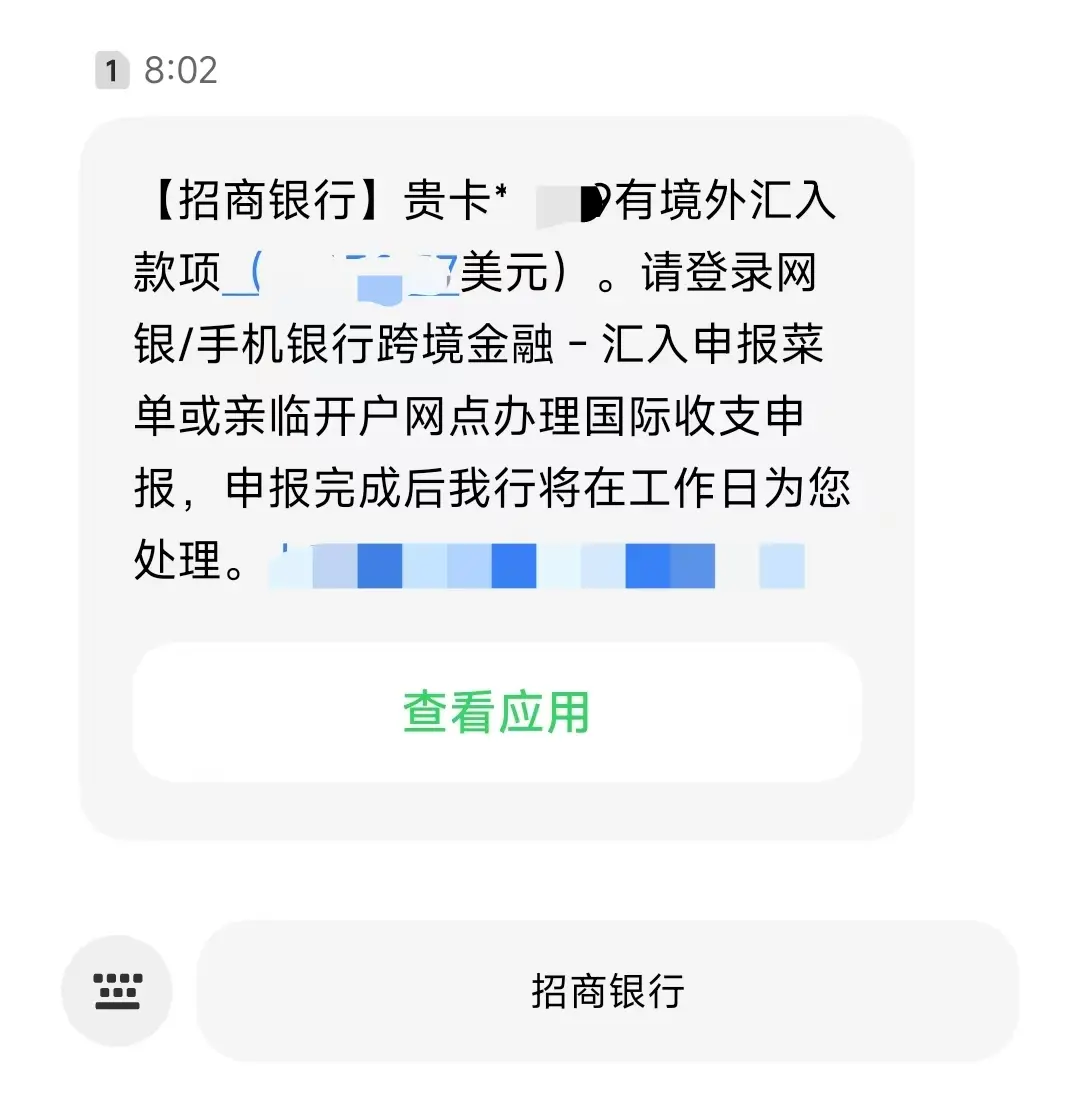 1 8:02
【招商银行】贵卡* 有境外汇入
款项（ 美元）。请登录网
银/手机银行跨境金融 - 汇入申报菜
单或亲临开户网点办理国际收支申
报，申报完成后我行将在工作日为您
处理。
查看应用
招商银行